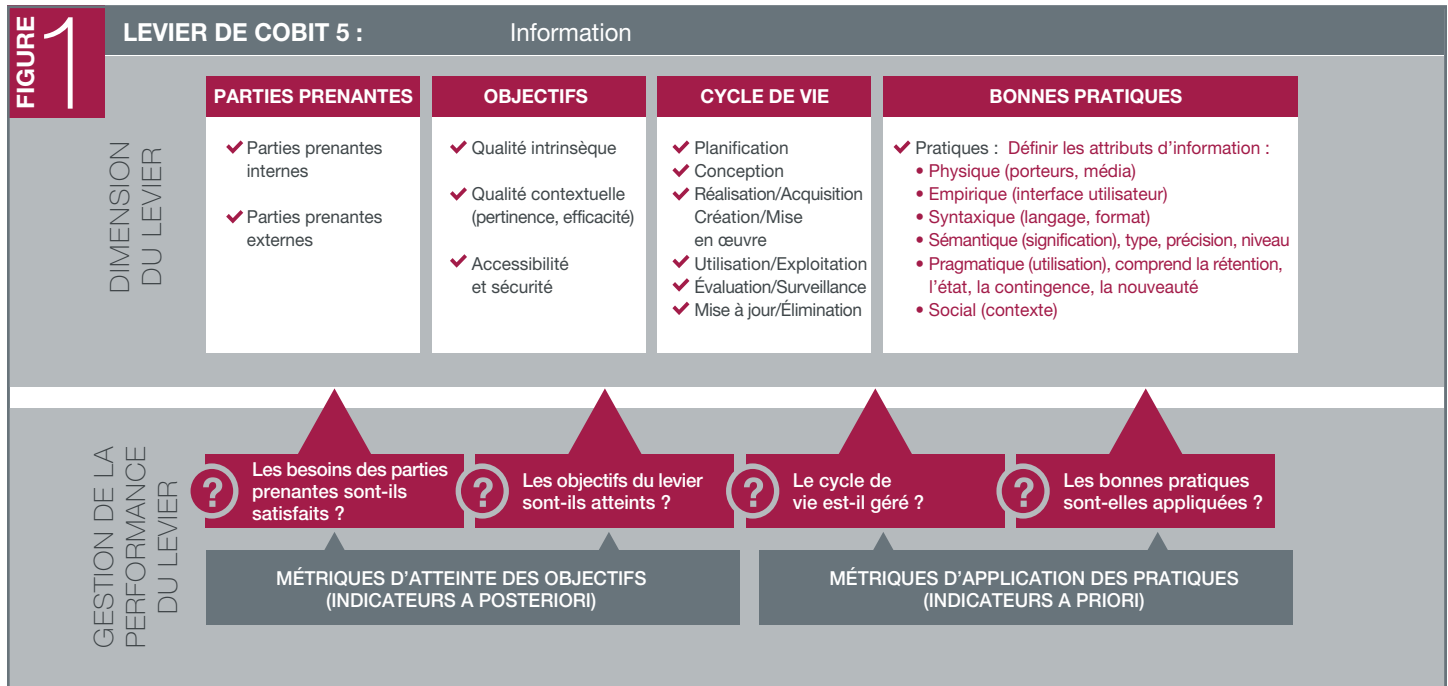 FIGURE 1
LEVIER DE COBIT 5 : Information
DIMENSION
DU LEVIER
PARTIES PRENANTES
✔ Parties prenantes
internes
✔ Parties prenantes
externes
OBJECTIFS
✔ Qualité intrinsèque
✔ Qualité contextuelle
(pertinence, efficacité)
✔ Accessibilité
et sécurité
CYCLE DE VIE
✔ Planification
✔ Conception
✔ Réalisation/Acquisition
Création/Mise
en œuvre
✔ Utilisation/Exploitation
✔ Évaluation/Surveillance
✔ Mise à jour/Élimination
BONNES PRATIQUES
✔ Pratiques : Définir les attributs d’information :
• Physique (porteurs, média)
• Empirique (interface utilisateur)
• Syntaxique (langage, format)
• Sémantique (signification), type, précision, niveau
• Pragmatique (utilisation), comprend la rétention,
l’état, la contingence, la nouveauté
• Social (contexte)
GESTION DE LA
PERFORMANCE
DU LEVIER
?
Les besoins des parties
prenantes sont-ils
satisfaits ?
?
Les objectifs du levier
sont-ils atteints ?
?
Le cycle de
vie est-il géré ?
?
Les bonnes pratiques
sont-elles appliquées ?
MÉTRIQUES D’ATTEINTE DES OBJECTIFS
(INDICATEURS A POSTERIORI)
MÉTRIQUES D’APPLICATION DES PRATIQUES
(INDICATEURS A PRIORI)